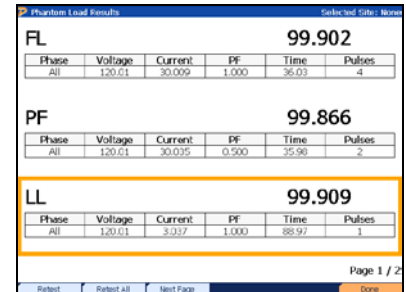 Phantom Load Results Selected Site: None
FL 99.902
Phase Voltage Current PF Time Pulses
All 120.01 30.009 1.000 36.03 4
PF 99.866
Phase Voltage Current PF Time Pulses
All 120.01 30.035 0.500 35.98 2
LL 99.909
Phase Voltage Current PF Time Pulses
All 120.01 3.037 1.000 88.97 1
Page 1 / 2
Retest Retest All Next Page Done